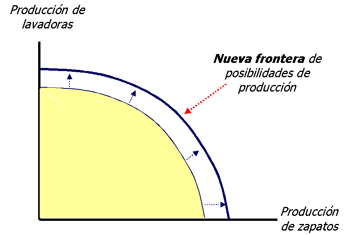 Producción de
lavadoras
Nueva frontera de
posibilidades de
producción
Producción
de zapatos